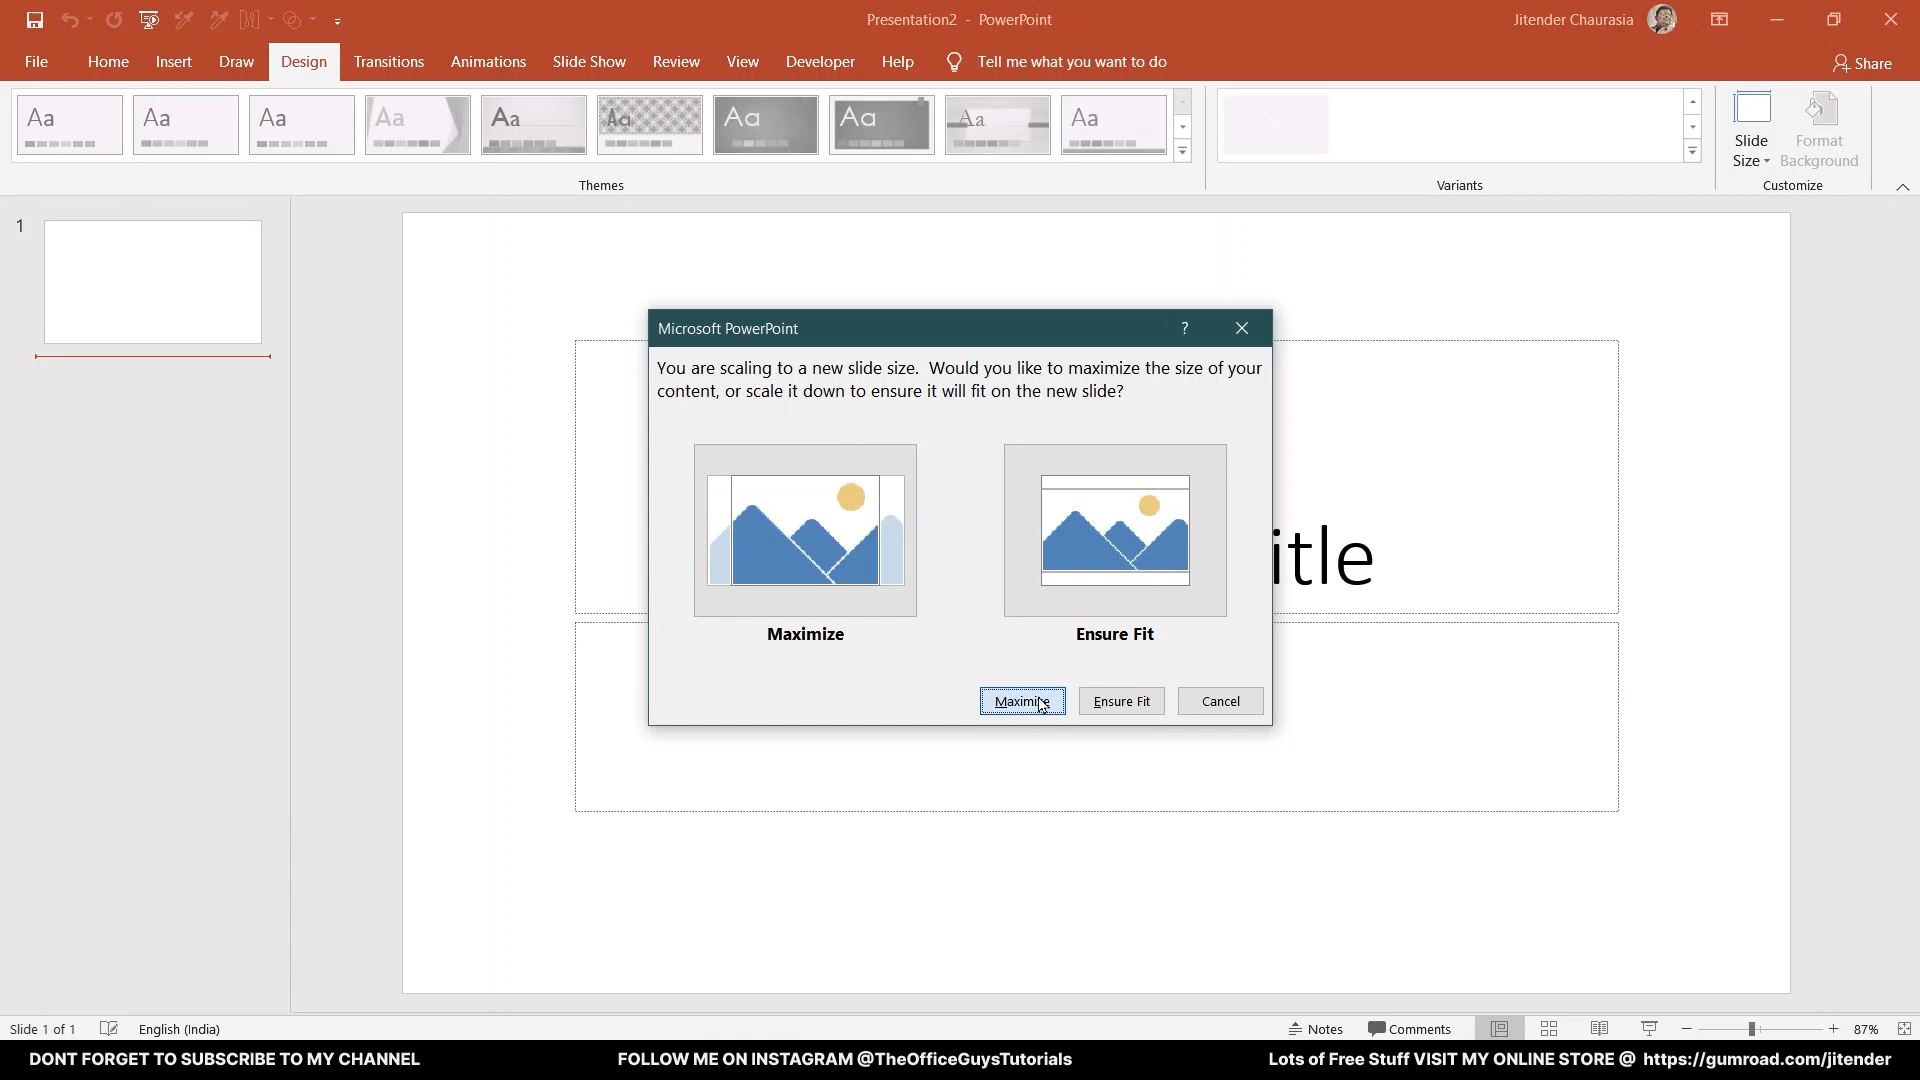 Presentation2 - PowerPoint
Jitender Chaurasia
File Home Insert Draw Design Transitions Animations Slide Show Review View Developer Help Tell me what you want to do
Share
Aa Aa Aa Aa Aa Aa Aa Aa Aa Aa
Slide Size
Format Background
Themes
Variants
Customize
1
Microsoft PowerPoint
?
You are scaling to a new slide size. Would you like to maximize the size of your
content, or scale it down to ensure it will fit on the new slide?
itle
Maximize
Ensure Fit
Maximize Ensure Fit Cancel
Slide 1 of 1
English (India)
Notes Comments
87%
DONT FORGET TO SUBSCRIBE TO MY CHANNEL
FOLLOW ME ON INSTAGRAM @TheOfficeGuysTutorials
Lots of Free Stuff VISIT MY ONLINE STORE @ https://gumroad.com/jitender